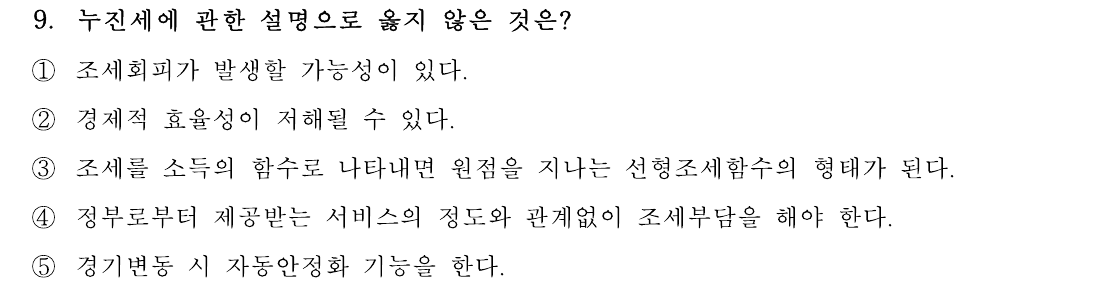 9. 누진세에 관한 설명으로 옳지 않은 것은?
① 조세회피가 발생할 가능성이 있다.
② 경제적 효율성이 저해될 수 있다.
③ 조세를 소득의 함수로 나타내면 원점을 지나는 선형조세함수의 형태가 된다.
④ 정부로부터 제공받는 서비스의 정도와 관계없이 조세부담을 해야 한다.
⑤ 경기변동 시 자동안정화 기능을 한다.